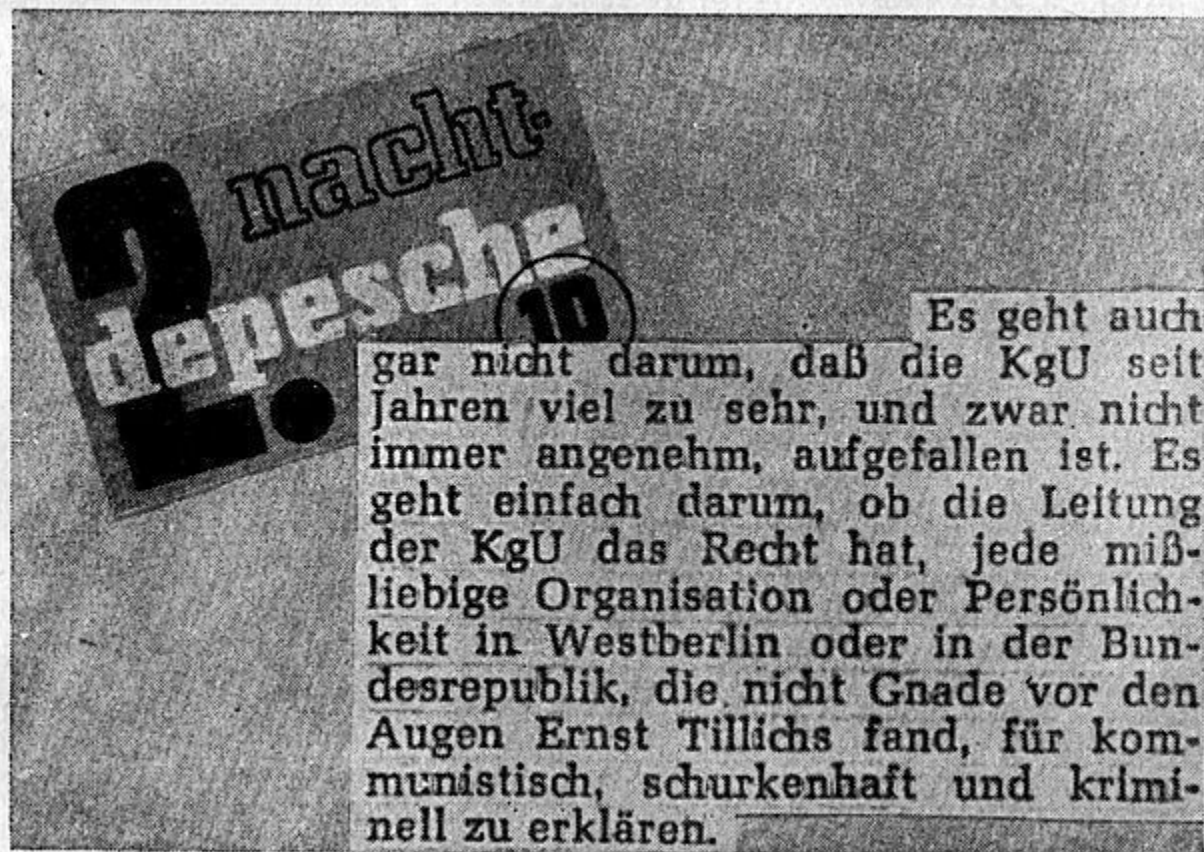 nacht-
depesche
10
Es geht auch
gar nicht darum, daß die KgU seit
Jahren viel zu sehr, und zwar nicht
immer angenehm, aufgefallen ist. Es
geht einfach darum, ob die Leitung
der KgU das Recht hat, jede miß-
liebige Organisation oder Persönlich-
keit in Westberlin oder in der Bun-
desrepublik, die nicht Gnade vor den
Augen Ernst Tillichs fand, für kom-
munistisch, schurkenhaft und krimi-
nell zu erklären.